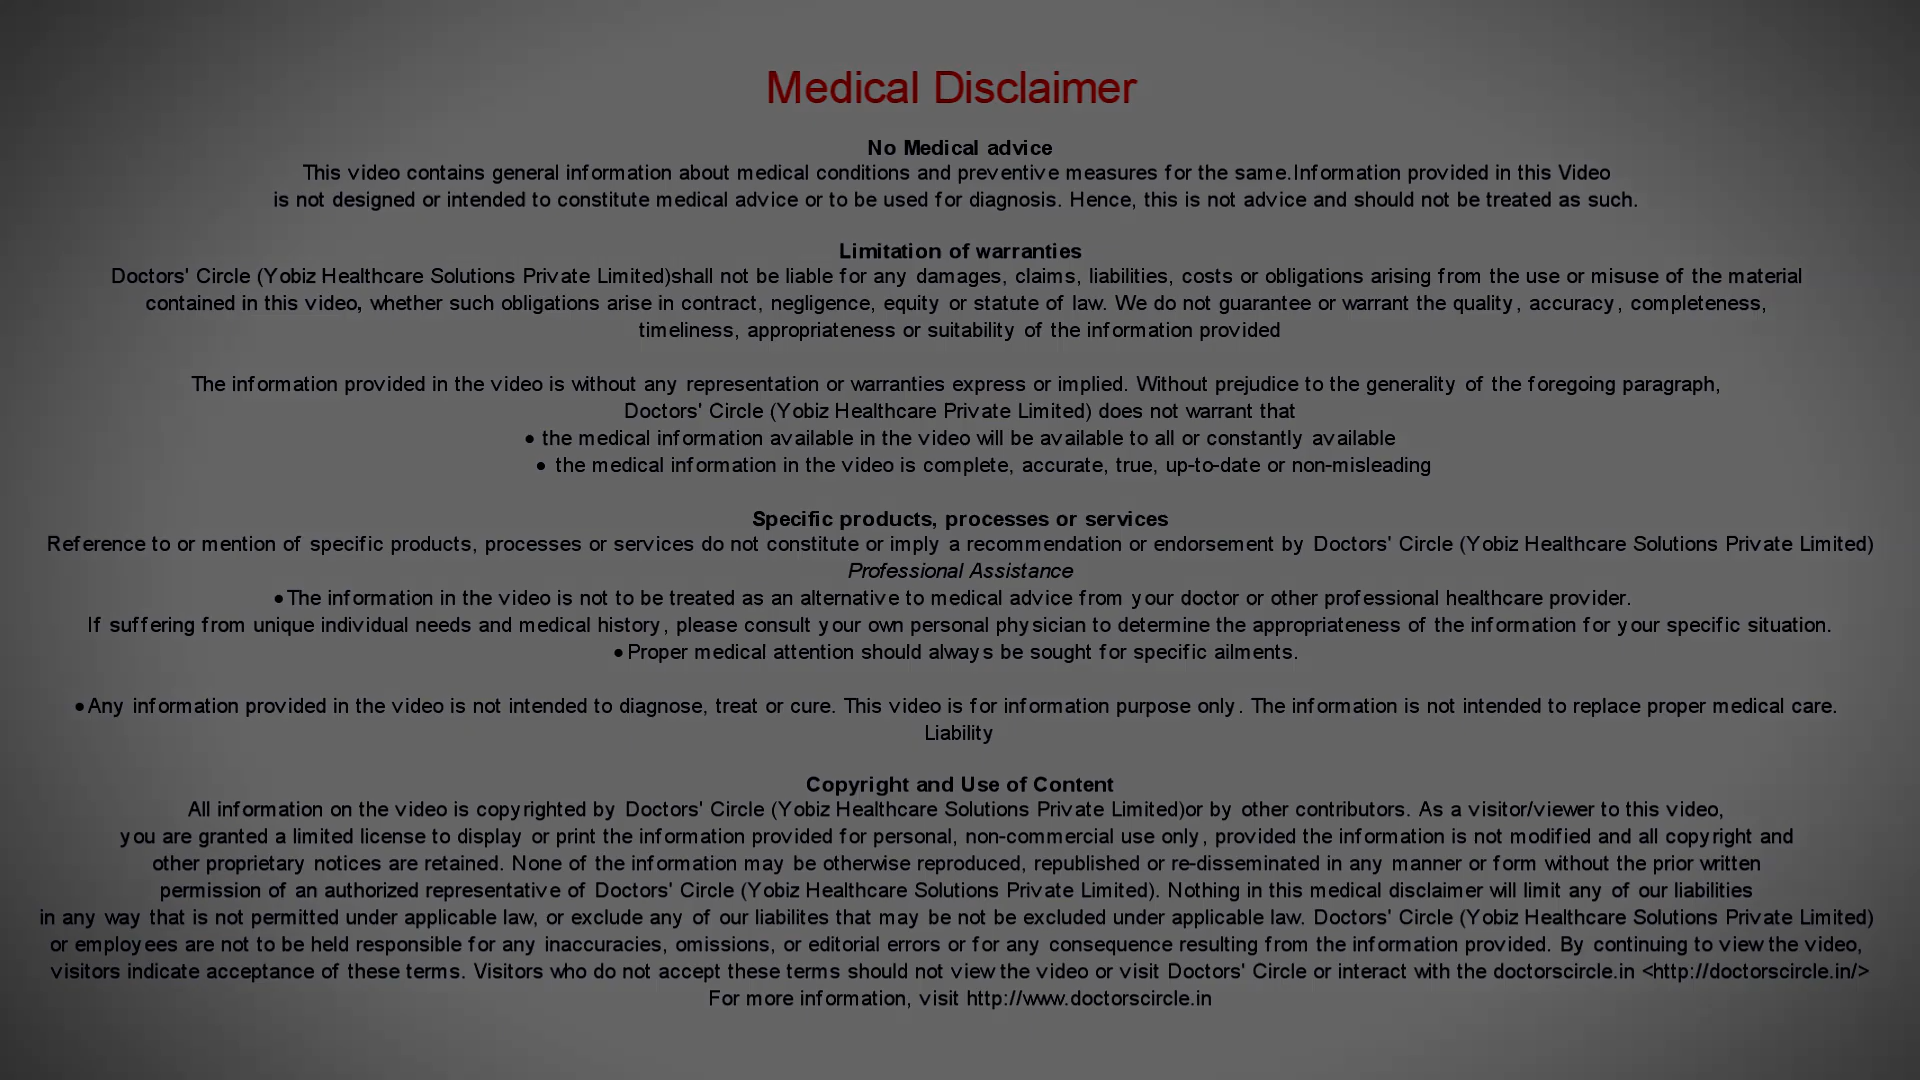 Medical Disclaimer
No Medical advice
This video contains general information about medical conditions and preventive measures for the same.Information provided in this Video
is not designed or intended to constitute medical advice or to be used for diagnosis. Hence, this is not advice and should not be treated as such.
Limitation of warranties
Doctors' Circle (Yobiz Healthcare Solutions Private Limited)shall not be liable for any damages, claims, liabilities, costs or obligations arising from the use or misuse of the material
contained in this video, whether such obligations arise in contract, negligence, equity or statute of law. We do not guarantee or warrant the quality, accuracy, completeness,
timeliness, appropriateness or suitability of the information provided
The information provided in the video is without any representation or warranties express or implied. Without prejudice to the generality of the foregoing paragraph,
Doctors' Circle (Yobiz Healthcare Private Limited) does not warrant that
• the medical information available in the video will be available to all or constantly available
• the medical information in the video is complete, accurate, true, up-to-date or non-misleading
Specific products, processes or services
Reference to or mention of specific products, processes or services do not constitute or imply a recommendation or endorsement by Doctors' Circle (Yobiz Healthcare Solutions Private Limited)
Professional Assistance
•The information in the video is not to be treated as an alternative to medical advice from your doctor or other professional healthcare provider.
If suffering from unique individual needs and medical history, please consult your own personal physician to determine the appropriateness of the information for your specific situation.
•Proper medical attention should always be sought for specific ailments.
•Any information provided in the video is not intended to diagnose, treat or cure. This video is for information purpose only. The information is not intended to replace proper medical care.
Liability
Copyright and Use of Content
All information on the video is copyrighted by Doctors' Circle (Yobiz Healthcare Solutions Private Limited)or by other contributors. As a visitor/viewer to this video,
you are granted a limited license to display or print the information provided for personal, non-commercial use only, provided the information is not modified and all copyright and
other proprietary notices are retained. None of the information may be otherwise reproduced, republished or re-disseminated in any manner or form without the prior written
permission of an authorized representative of Doctors' Circle (Yobiz Healthcare Solutions Private Limited). Nothing in this medical disclaimer will limit any of our liabilities
in any way that is not permitted under applicable law, or exclude any of our liabilites that may be not be excluded under applicable law. Doctors' Circle (Yobiz Healthcare Solutions Private Limited)
or employees are not to be held responsible for any inaccuracies, omissions, or editorial errors or for any consequence resulting from the information provided. By continuing to view the video,
visitors indicate acceptance of these terms. Visitors who do not accept these terms should not view the video or visit Doctors' Circle or interact with the doctorscircle.in <http://doctorscircle.in/>
For more information, visit http://www.doctorscircle.in